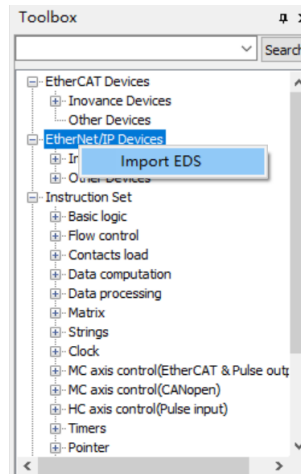 Toolbox
Search
EtherCAT Devices
Inovance Devices
Other Devices
EtherNet/IP Devices
Import EDS
Other Devices
Instruction Set
Basic logic
Flow control
Contacts load
Data computation
Data processing
Matrix
Strings
Clock
MC axis control(EtherCAT & Pulse outp
MC axis control(CANopen)
HC axis control(Pulse input)
Timers
Pointer